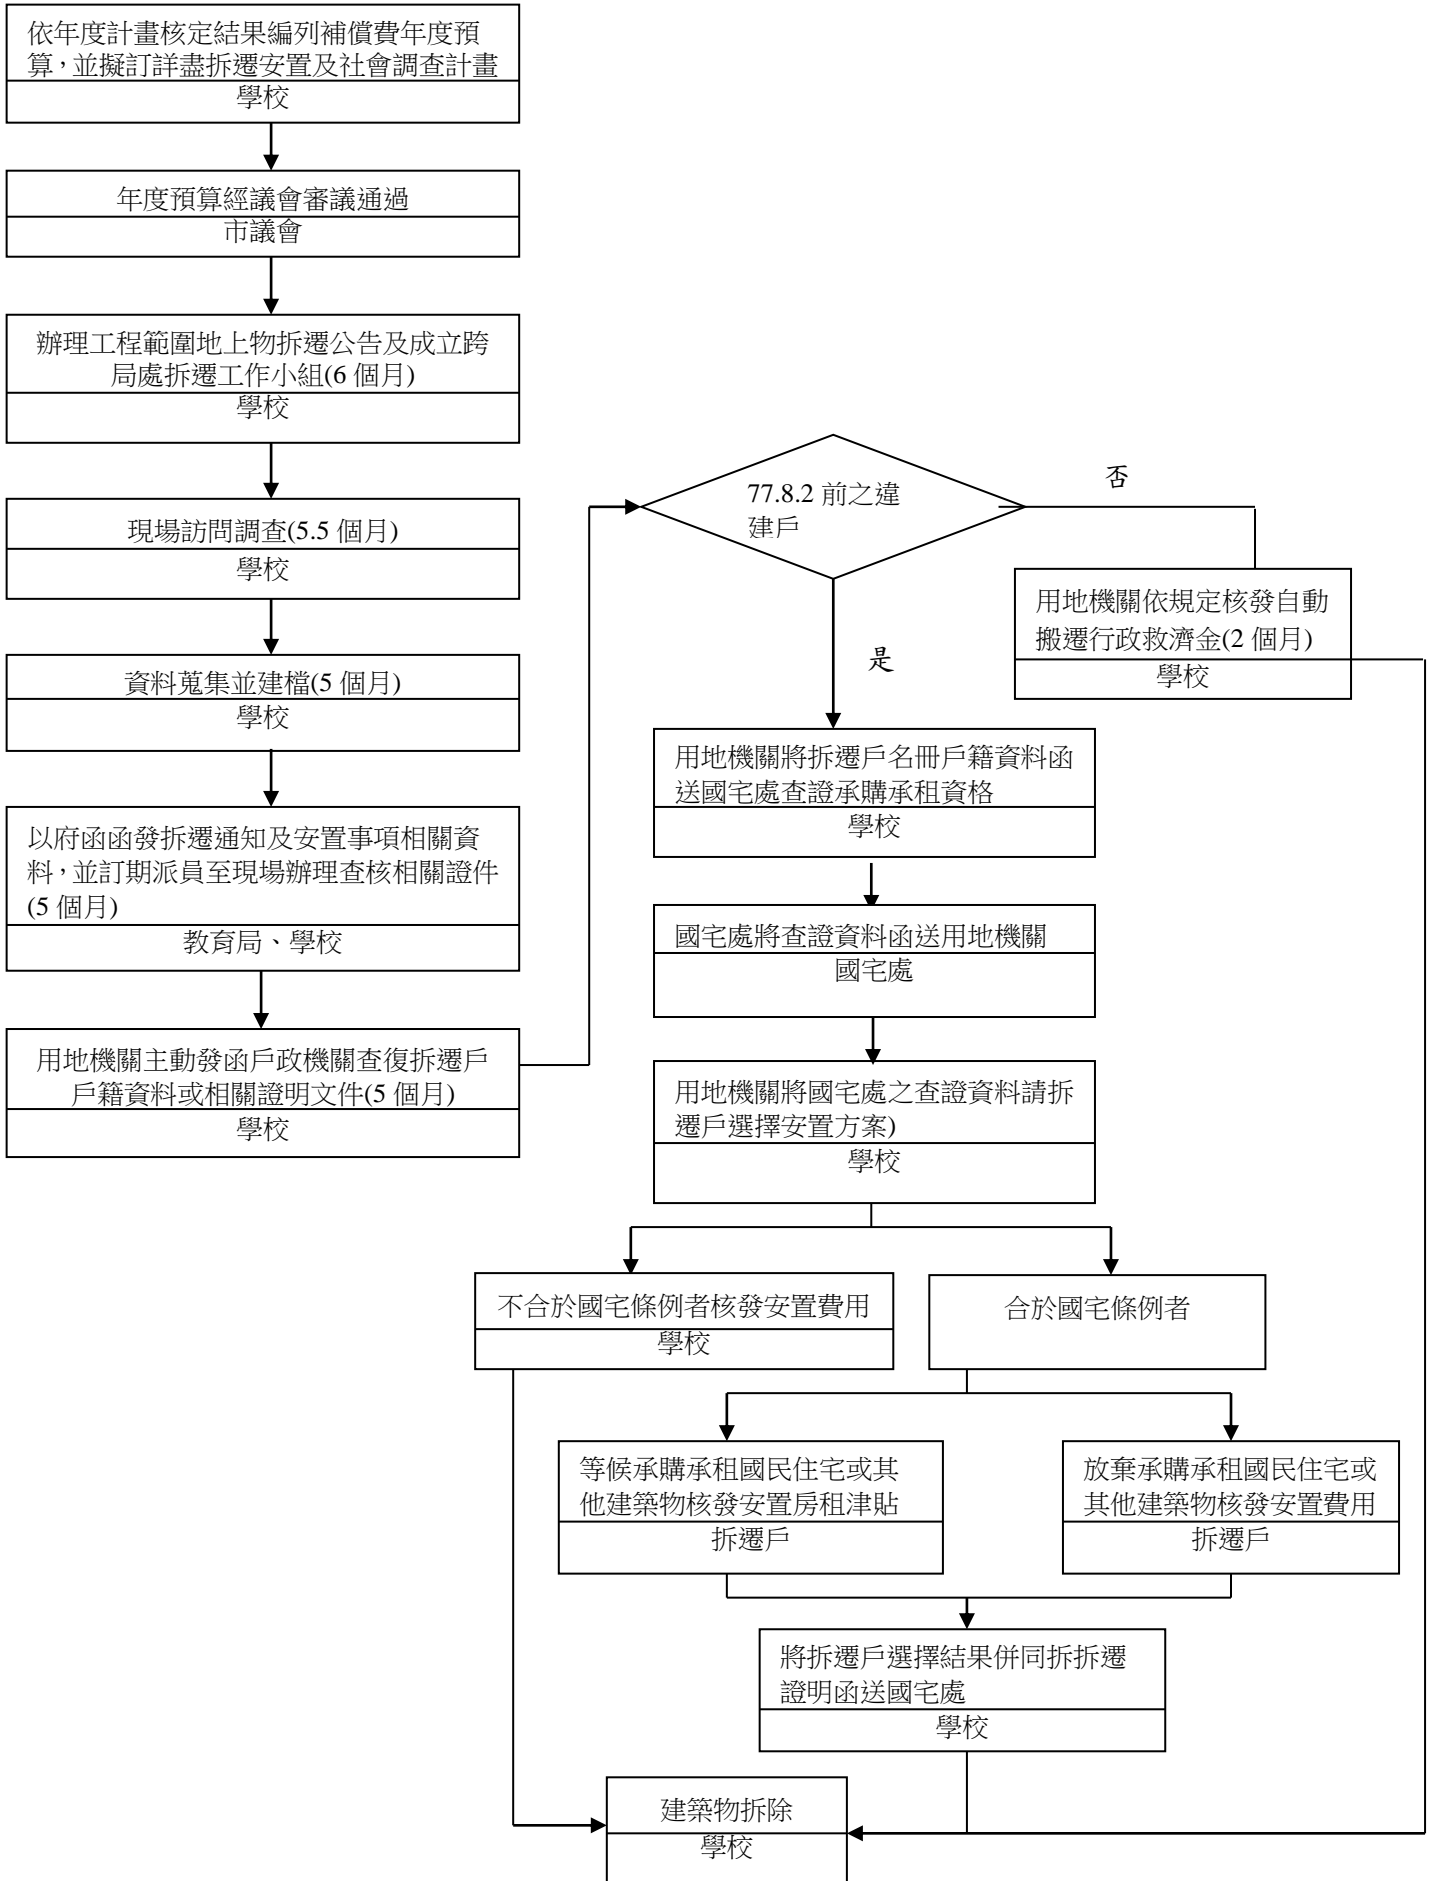 依年度計畫核定結果編列補償費年度預
算，並擬訂詳盡拆遷安置及社會調查計畫
學校
年度預算經議會審議通過
市議會
辦理工程範圍地上物拆遷公告及成立跨
局處拆遷工作小組(6 個月)
學校
現場訪問調查(5.5 個月)
學校
資料蒐集並建檔(5 個月)
學校
以府函函發拆遷通知及安置事項相關資
料，並訂期派員至現場辦理查核相關證件
(5 個月)
教育局、學校
用地機關主動發函戶政機關查復拆遷戶
戶籍資料或相關證明文件(5 個月)
學校
77.8.2 前之違
建戶
否
是
用地機關依規定核發自動
搬遷行政救濟金(2 個月)
學校
用地機關將拆遷戶名冊戶籍資料函
送國宅處查證承購承租資格
學校
國宅處將查證資料函送用地機關
國宅處
用地機關將國宅處之查證資料請拆
遷戶選擇安置方案)
學校
不合於國宅條例者核發安置費用
學校
合於國宅條例者
等候承購承租國民住宅或其
他建築物核發安置房租津貼
拆遷戶
放棄承購承租國民住宅或
其他建築物核發安置費用
拆遷戶
將拆遷戶選擇結果併同拆拆遷
證明函送國宅處
學校
建築物拆除
學校